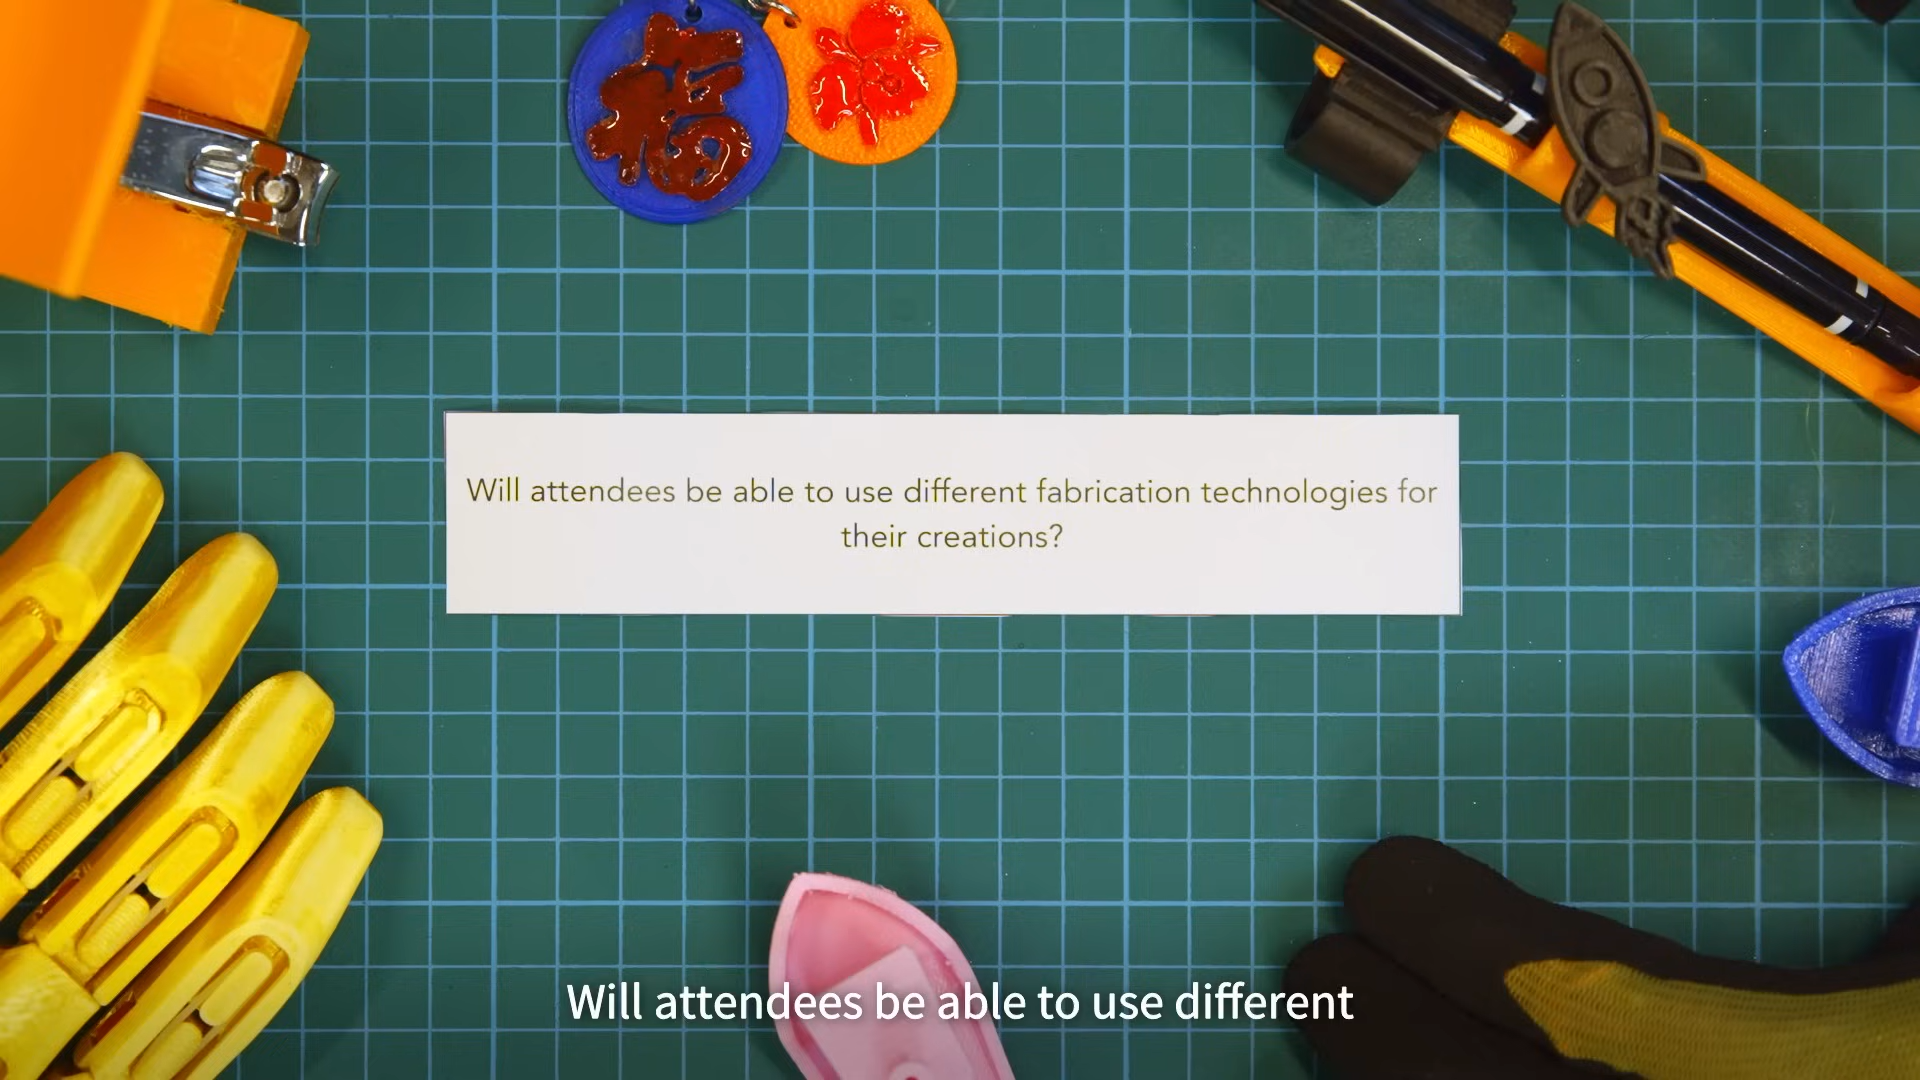 福
Will attendees be able to use different fabrication technologies for
their creations?
Will attendees be able to use different